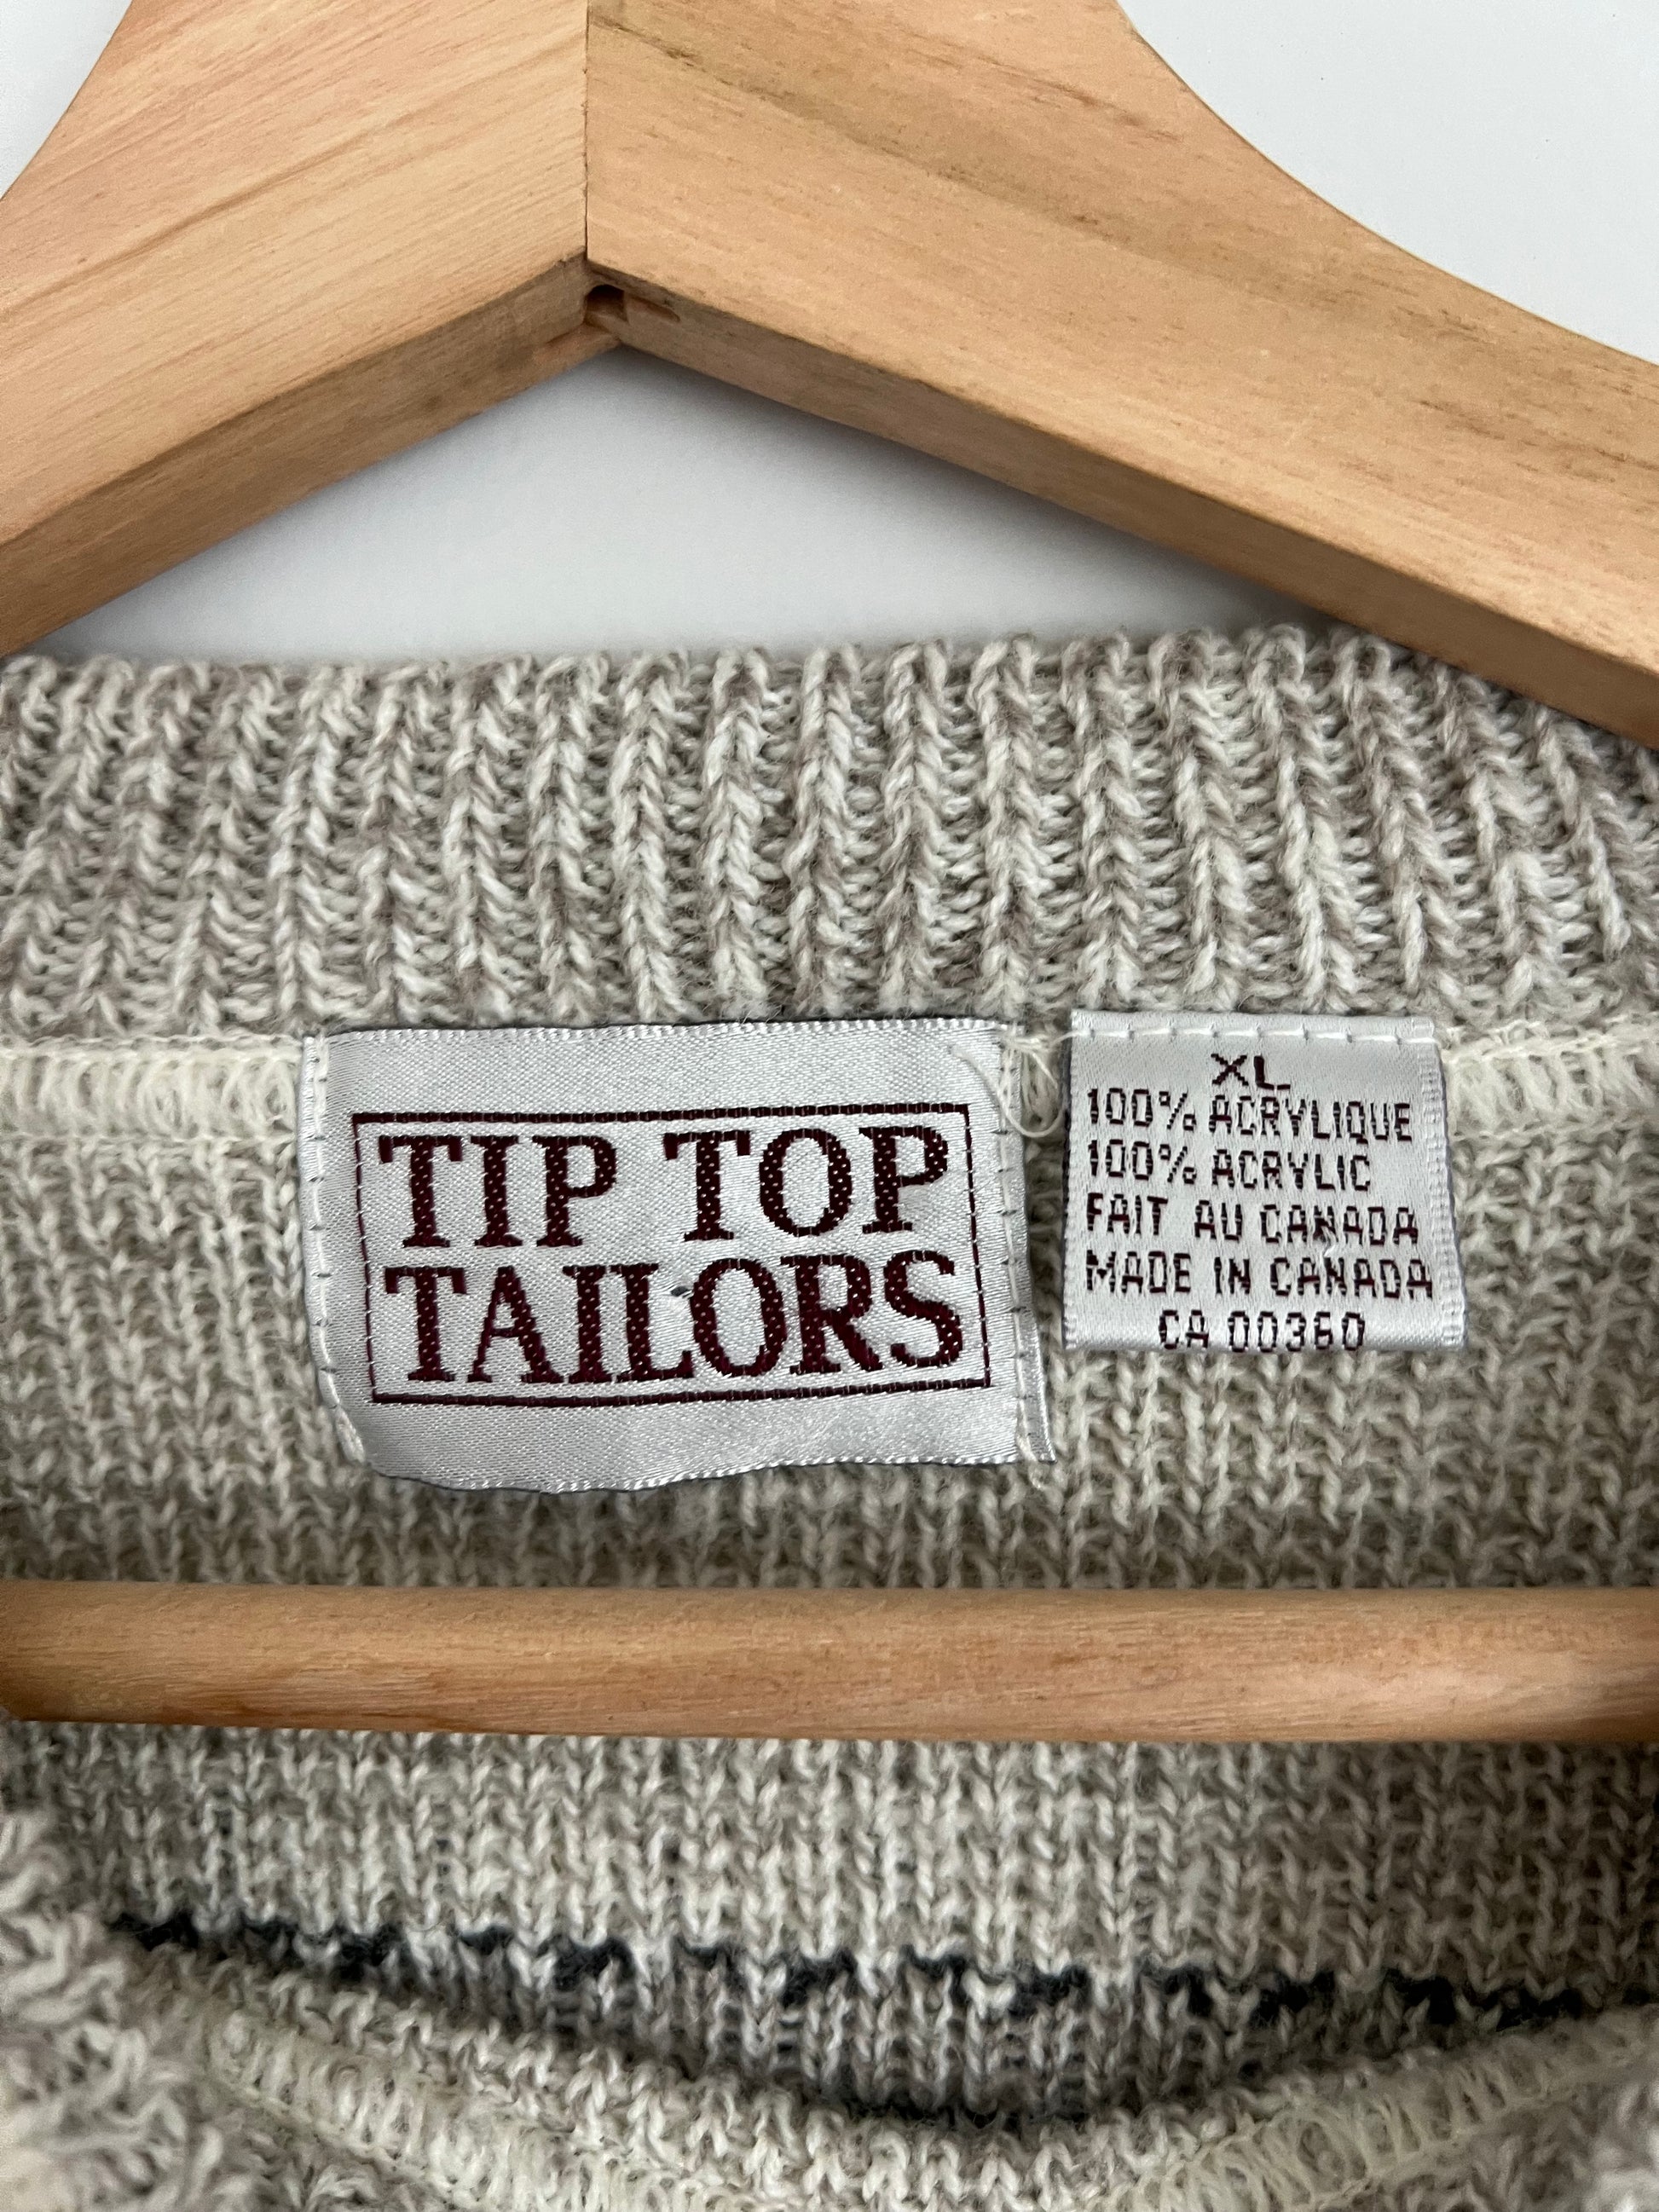 TIP TOP
TAILORS
XL
100% ACRYLIQUE
100% ACRYLIC
FAIT AU CANADA
MADE IN CANADA
CA 00360